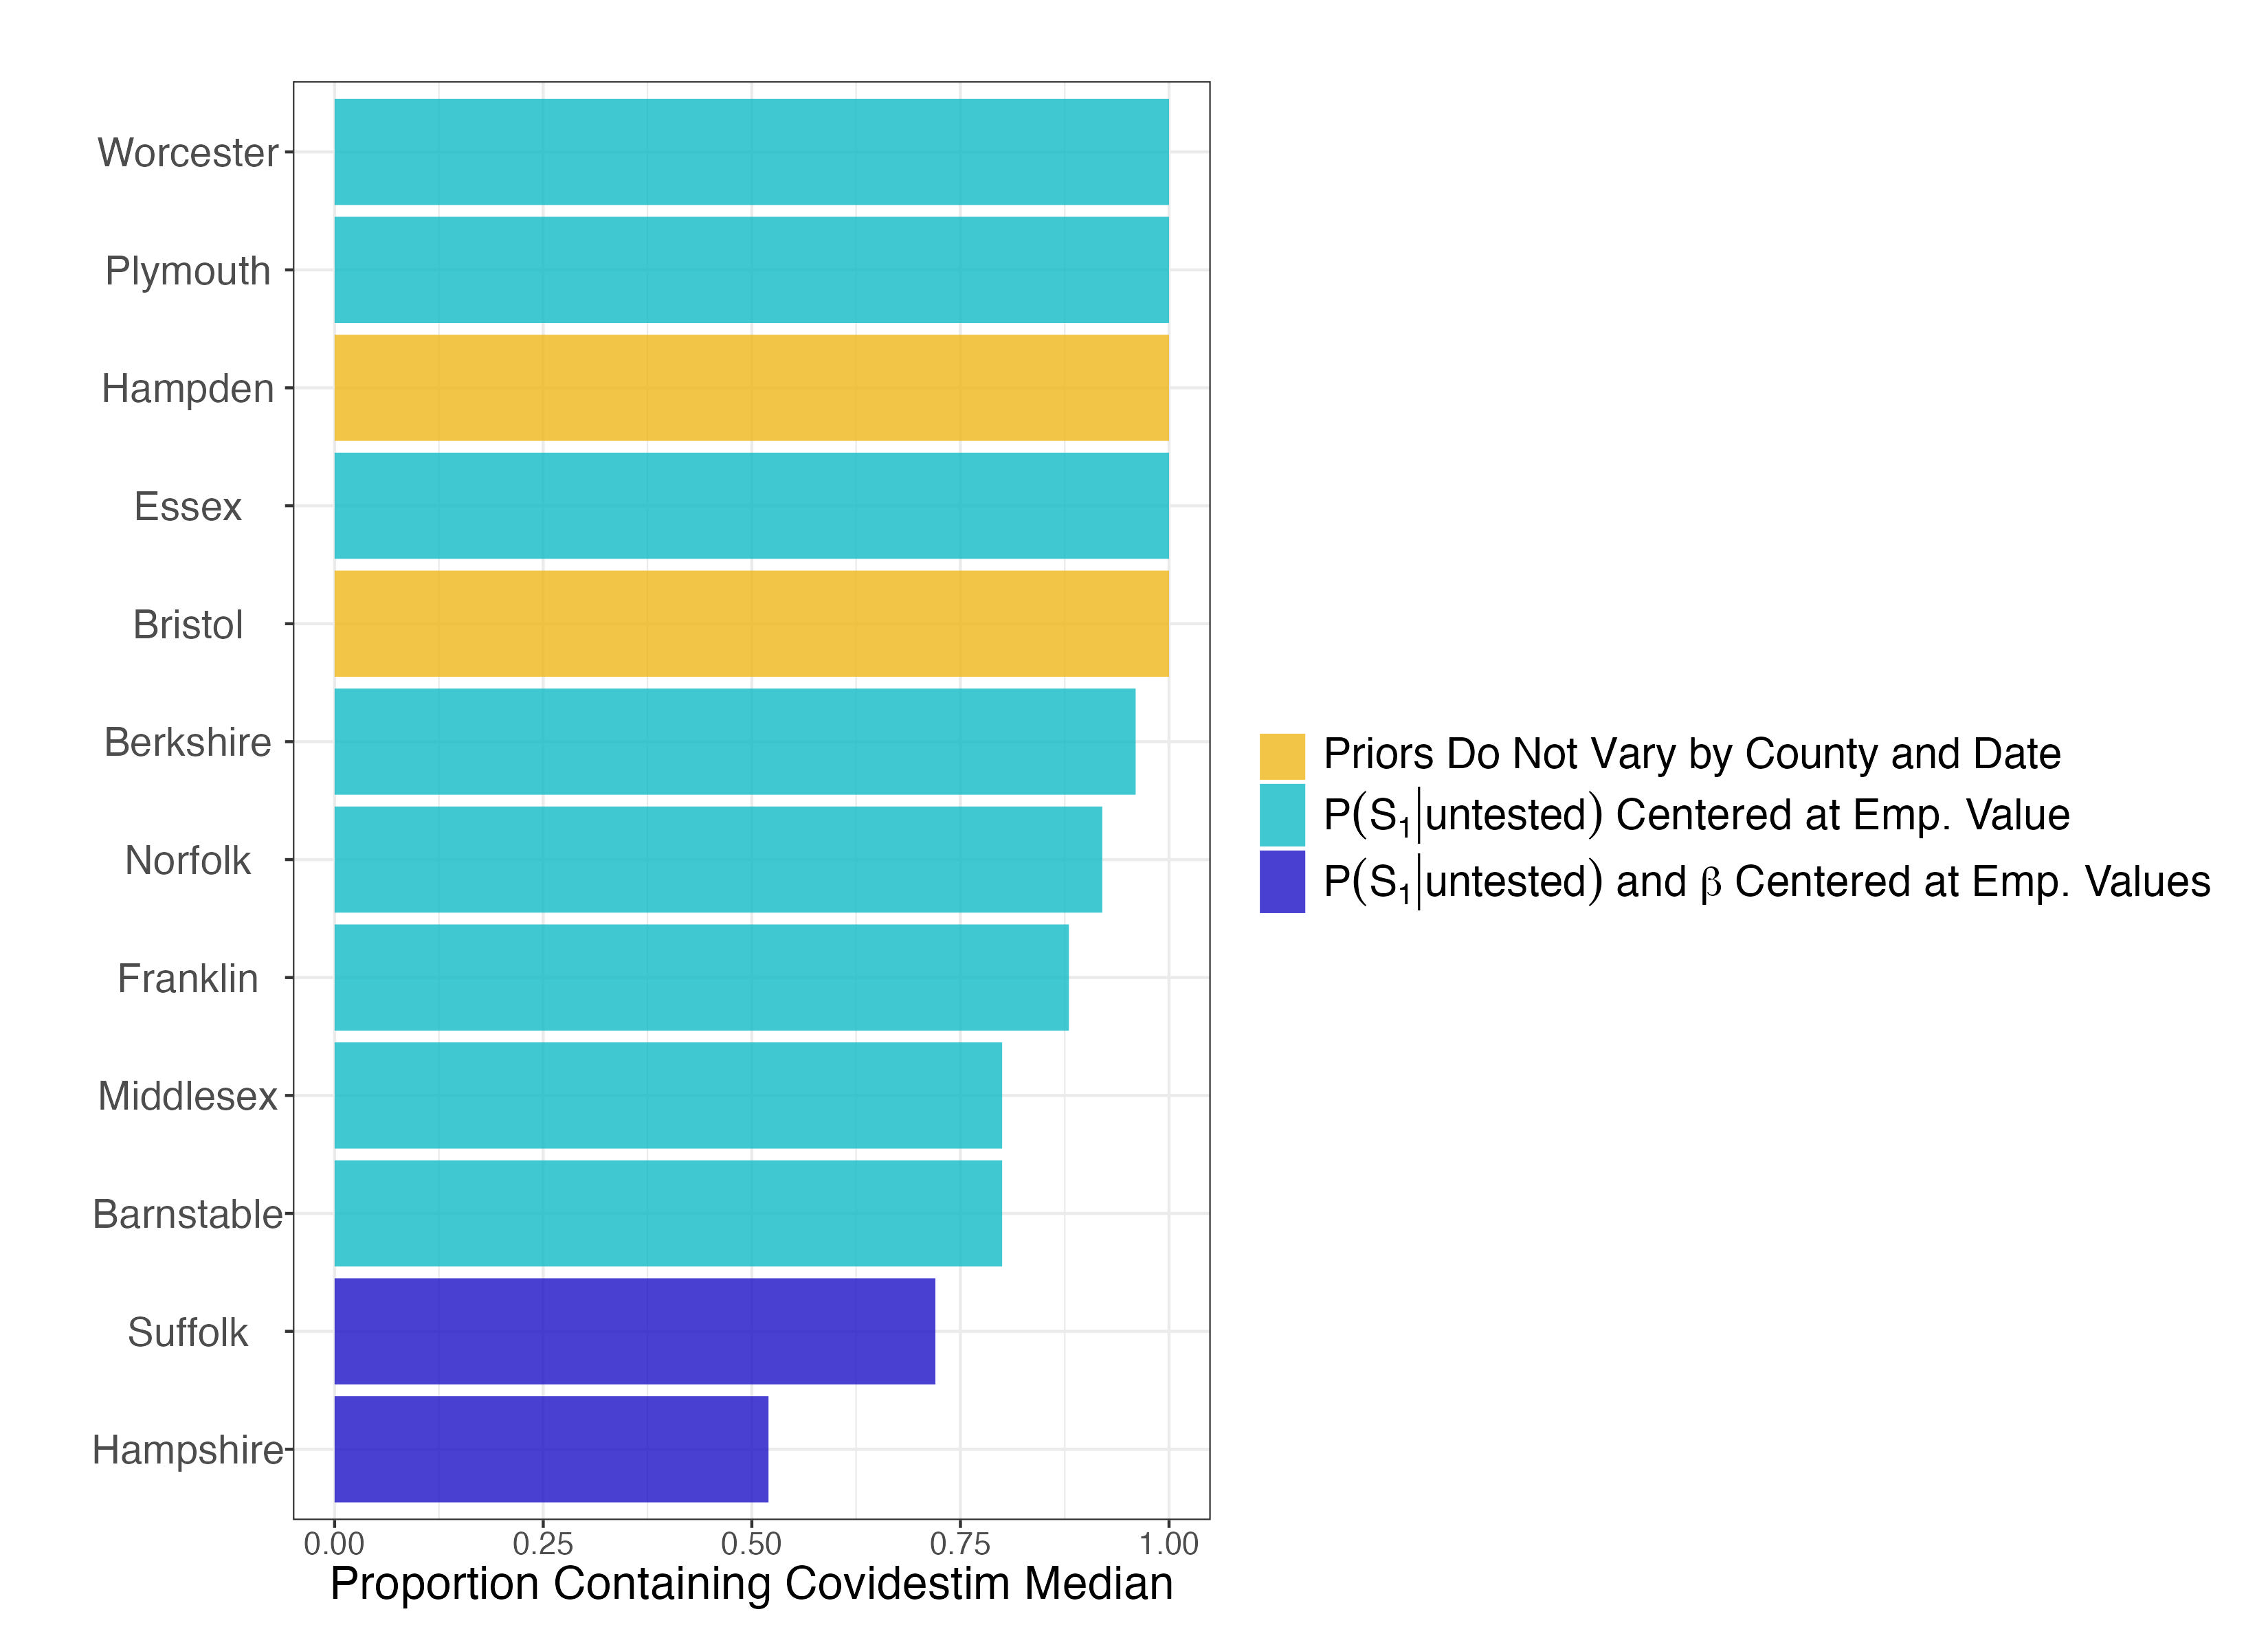 Worcester
Plymouth
Hampden
Essex
Bristol
Berkshire
Norfolk
Franklin
Middlesex
Barnstable
Suffolk
Hampshire
0.00 0.25 0.50 0.75 1.00
Proportion Containing Covidestim Median
Priors Do Not Vary by County and Date
P(S₁|untested) Centered at Emp. Value
P(S₁|untested) and β Centered at Emp. Values